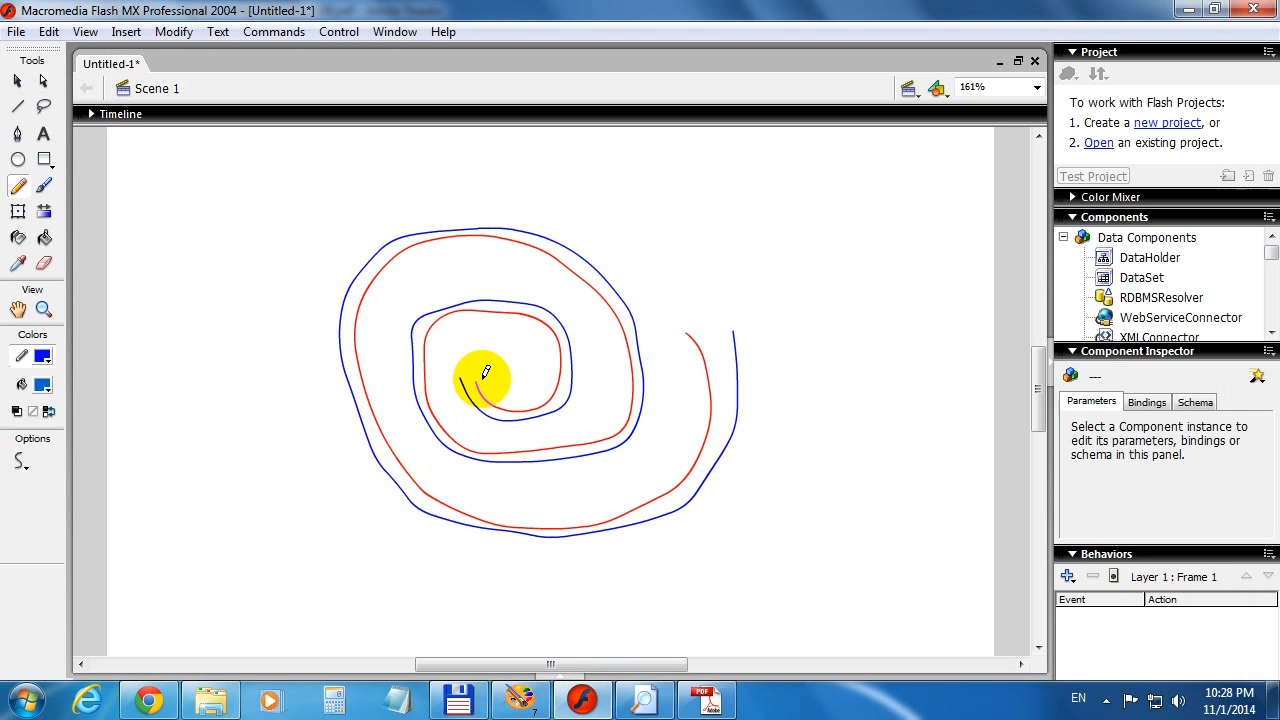 Macromedia Flash MX Professional 2004 - [Untitled-1*]
File Edit View Insert Modify Text Commands Control Window Help
Tools
View
Colors
Options
Untitled-1*
Scene 1
161%
Timeline
Project
To work with Flash Projects:
1. Create a new project, or
2. Open an existing project.
Test Project
Color Mixer
Components
Data Components
DataHolder
DataSet
RDBMSResolver
WebServiceConnector
XMLConnector
Component Inspector
---
Parameters Bindings Schema
Select a Component instance to
edit its parameters, bindings or
schema in this panel.
Behaviors
Layer 1 : Frame 1
Event Action
7
PDF
Adobe
EN
10:28 PM
11/1/2014